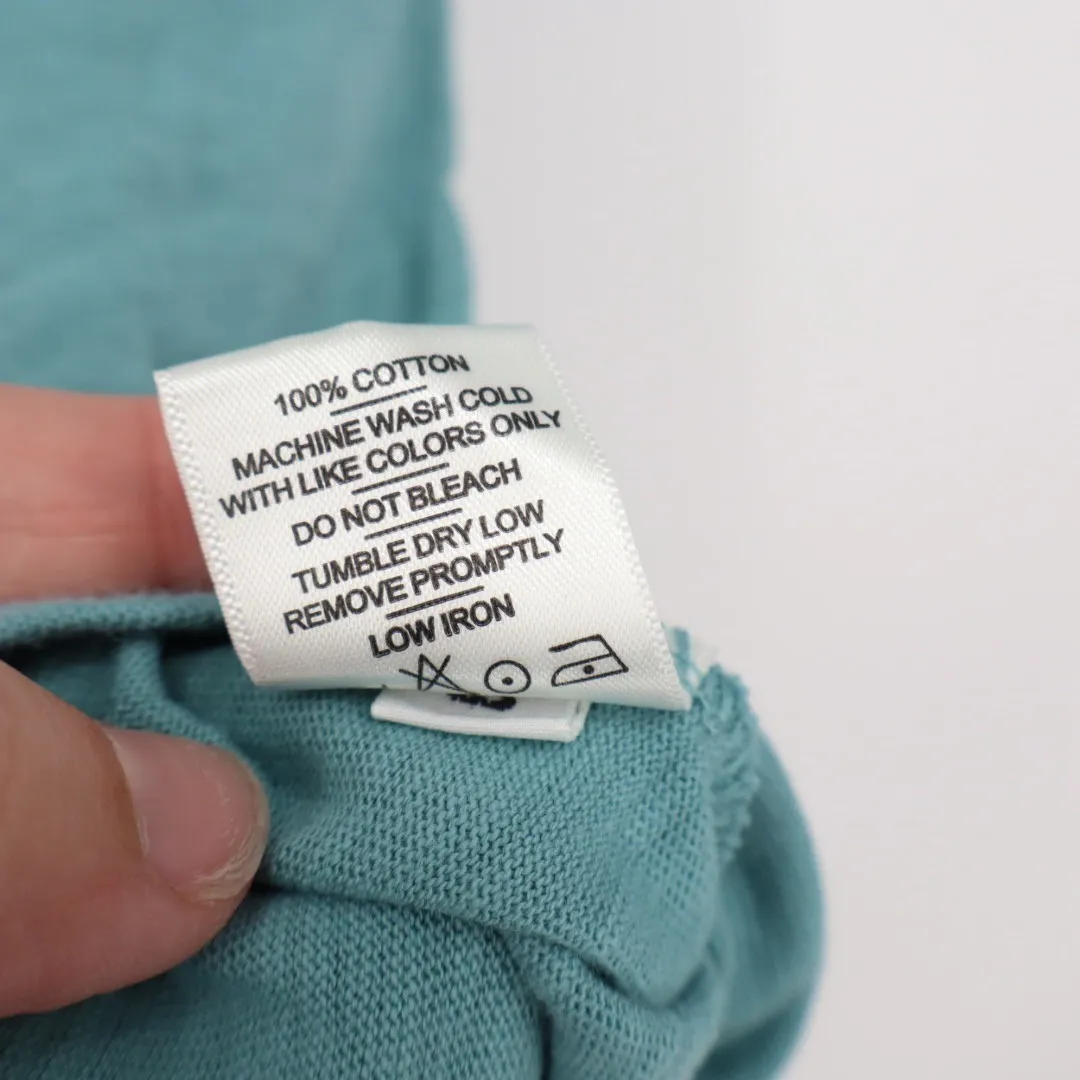 100% COTTON
MACHINE WASH COLD
WITH LIKE COLORS ONLY
DO NOT BLEACH
TUMBLE DRY LOW
REMOVE PROMPTLY
LOW IRON